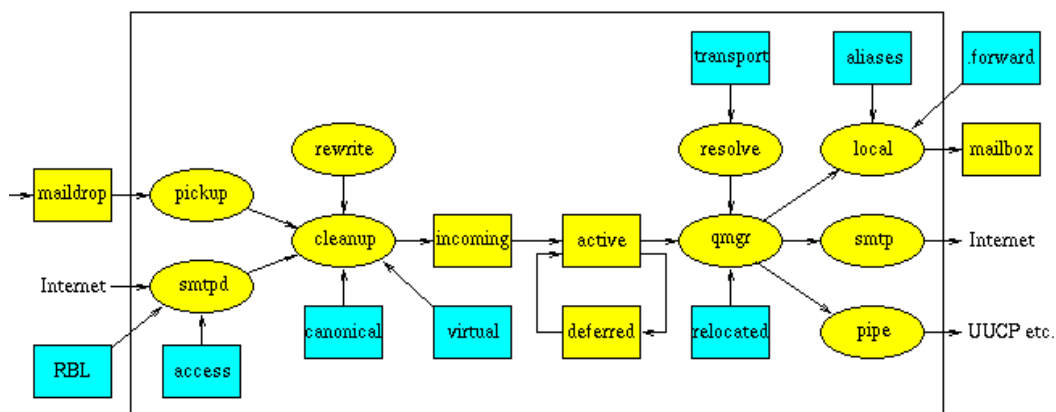 transport
aliases
.forward
rewrite
resolve
local
mailbox
maildrop
pickup
cleanup
incoming
active
qmgr
smtp
Internet
Internet
smtpd
canonical
virtual
deferred
relocated
pipe
UUCP etc.
RBL
access